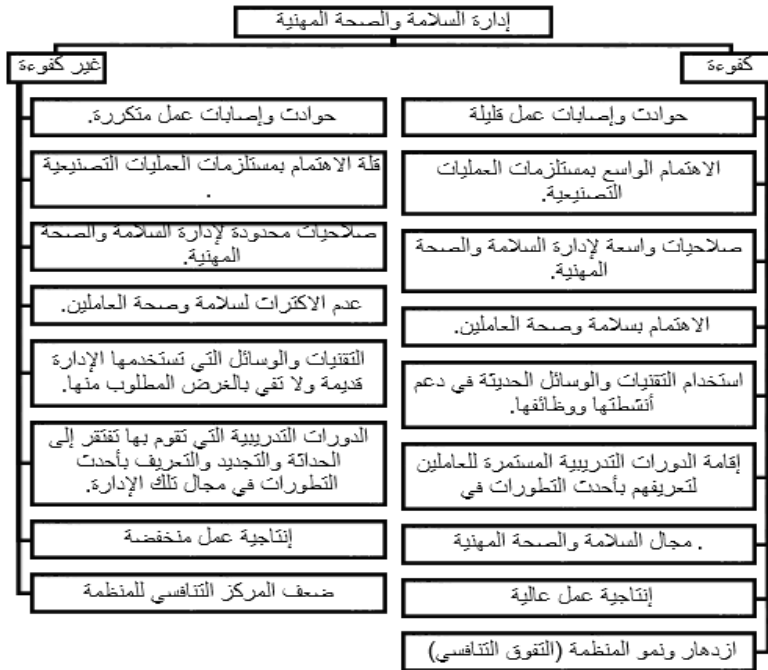 إدارة السلامة والصحة المهنية
كفوءة
حوادث وإصابات عمل قليلة
الاهتمام الواسع بمستلزمات العمليات
التصنيعية.
صلاحيات واسعة لإدارة السلامة والصحة
المهنية.
الاهتمام بسلامة وصحة العاملين.
استخدام التقنيات والوسائل الحديثة في دعم
أنشطتها ووظائفها.
إقامة الدورات التدريبية المستمرة للعاملين
لتعريفهم بأحدث التطورات في
. مجال السلامة والصحة المهنية
إنتاجية عمل عالية
ازدهار ونمو المنظمة (التفوق التنافسي)
غير كفوءة
حوادث وإصابات عمل متكررة.
قلة الاهتمام بمستلزمات العمليات التصنيعية
.
صلاحيات محدودة لإدارة السلامة والصحة
المهنية.
عدم الاكتراث لسلامة وصحة العاملين.
التقنيات والوسائل التي تستخدمها الإدارة
قديمة ولا تفي بالغرض المطلوب منها.
الدورات التدريبية التي تقوم بها تفتقر إلى
الحداثة والتجديد والتعريف بأحدث
التطورات في مجال تلك الإدارة.
إنتاجية عمل منخفضة
ضعف المركز التنافسي للمنظمة